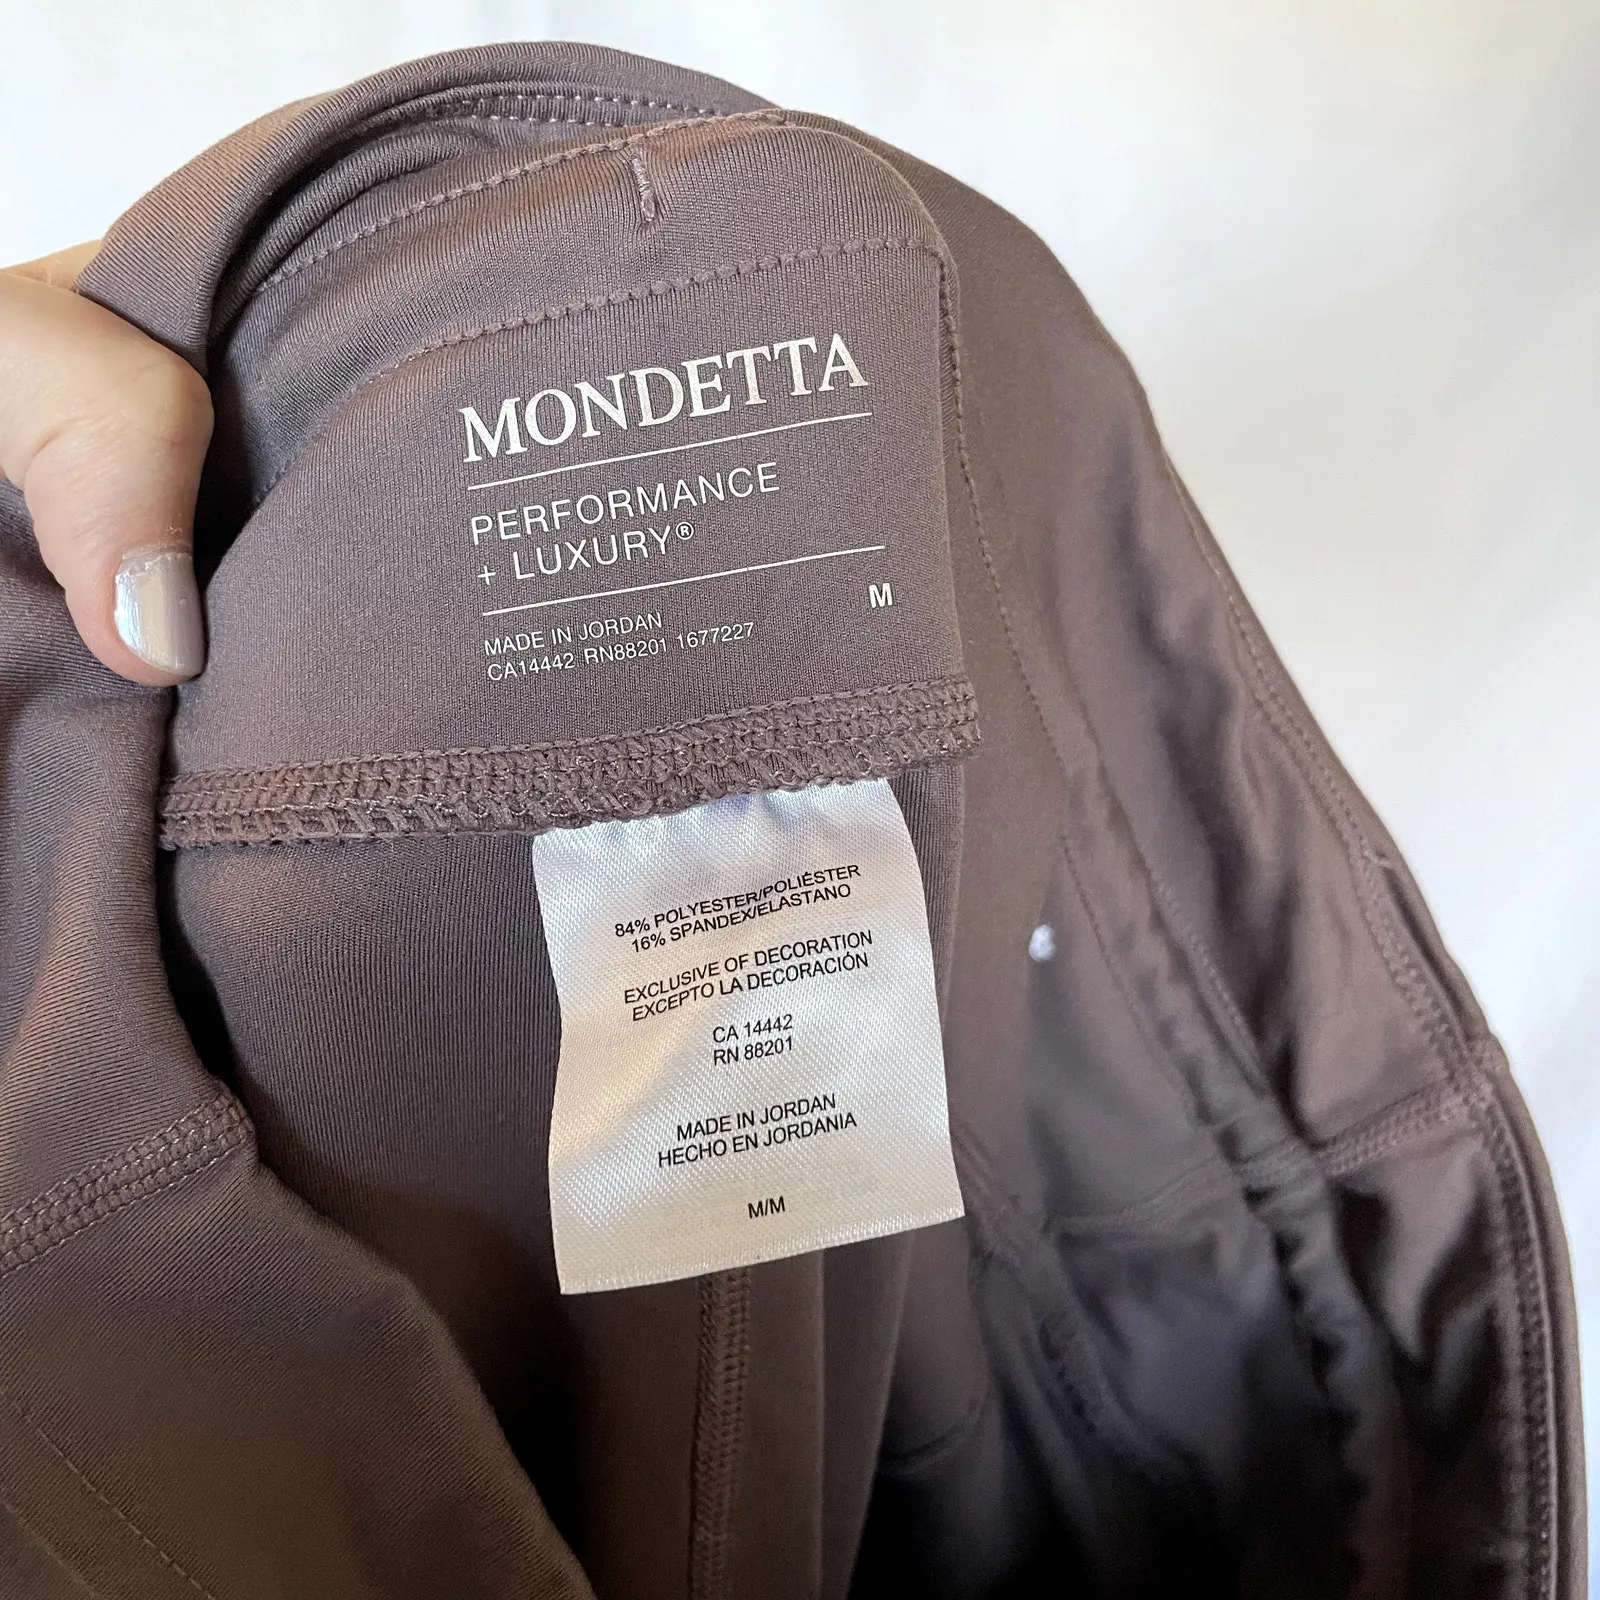 MONDETTA
PERFORMANCE
+ LUXURY®
M
MADE IN JORDAN
CA14442 RN88201 1677227
84% POLYESTER/POLIÉSTER
16% SPANDEX/ELASTANO
EXCLUSIVE OF DECORATION
EXCEPTO LA DECORACIÓN
CA 14442
RN 88201
MADE IN JORDAN
HECHO EN JORDANIA
M/M